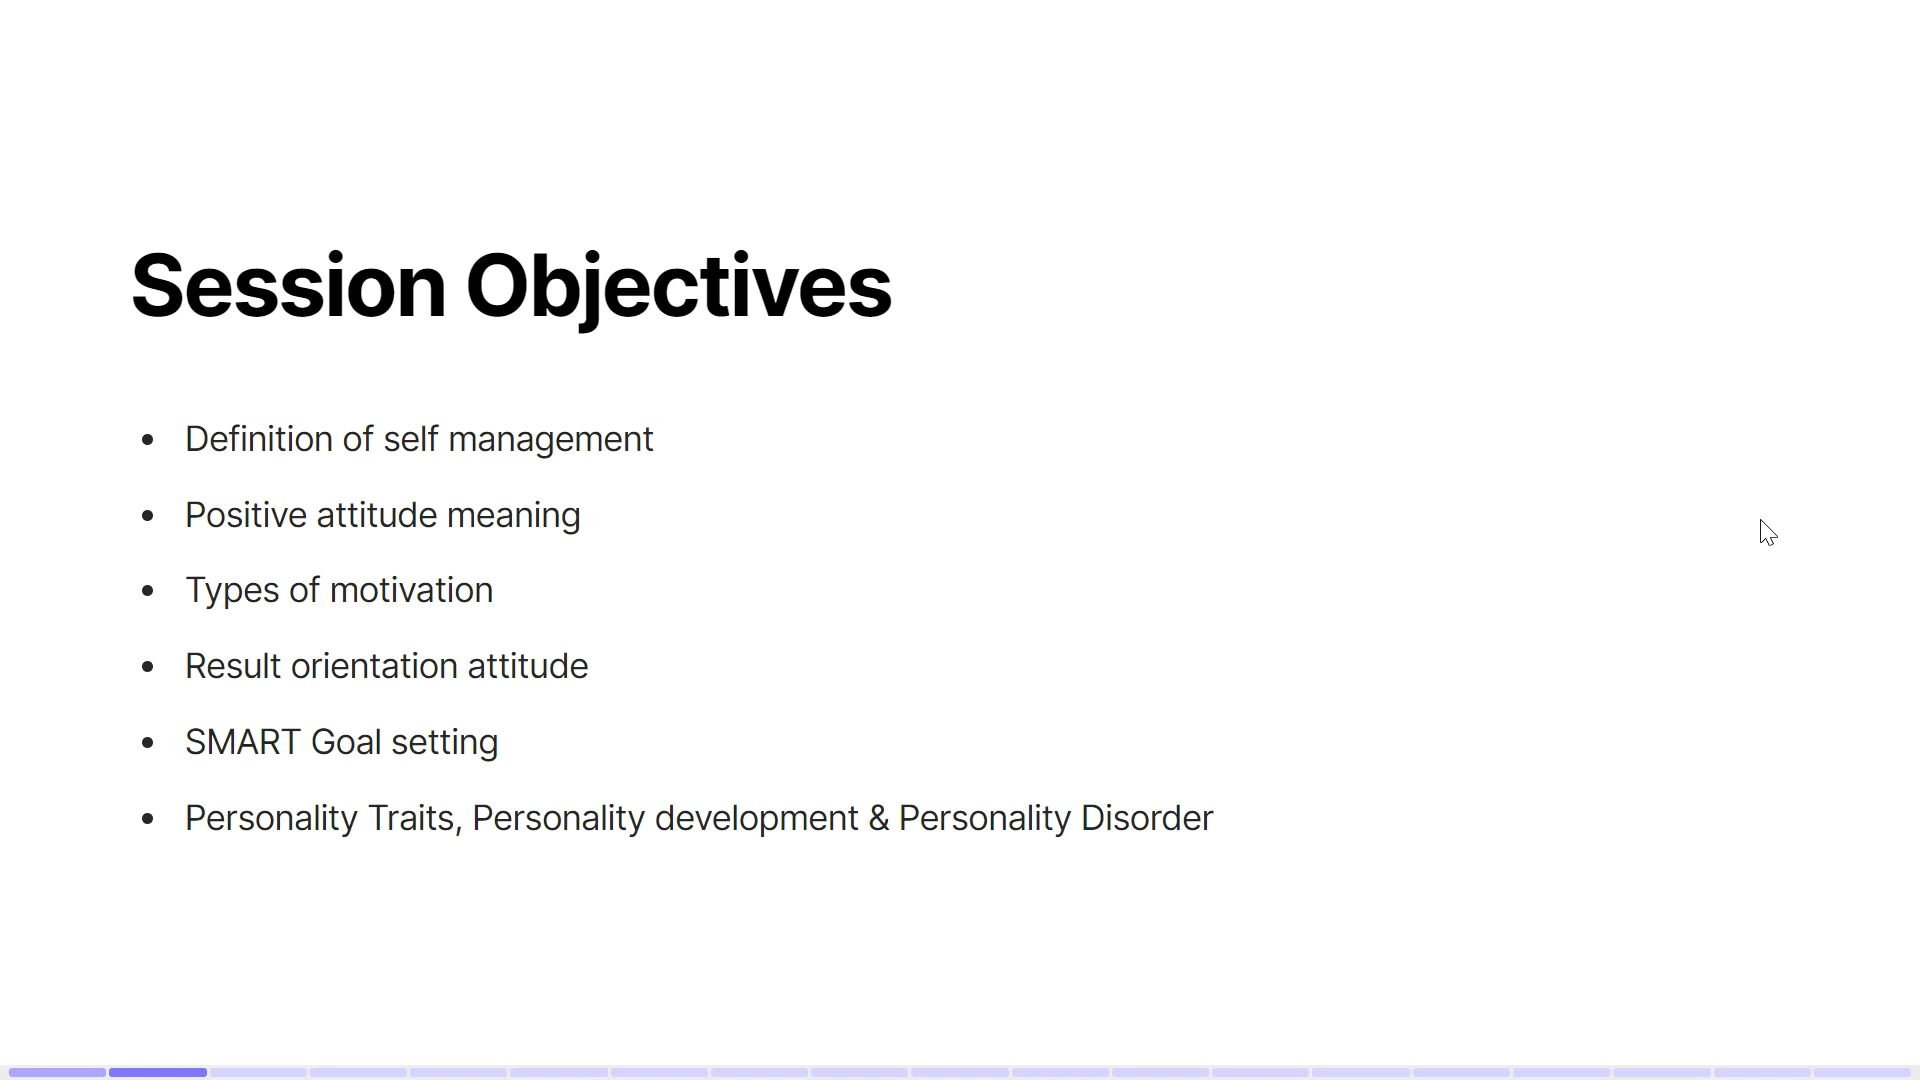 Session Objectives
• Definition of self management
• Positive attitude meaning
• Types of motivation
• Result orientation attitude
• SMART Goal setting
• Personality Traits, Personality development & Personality Disorder